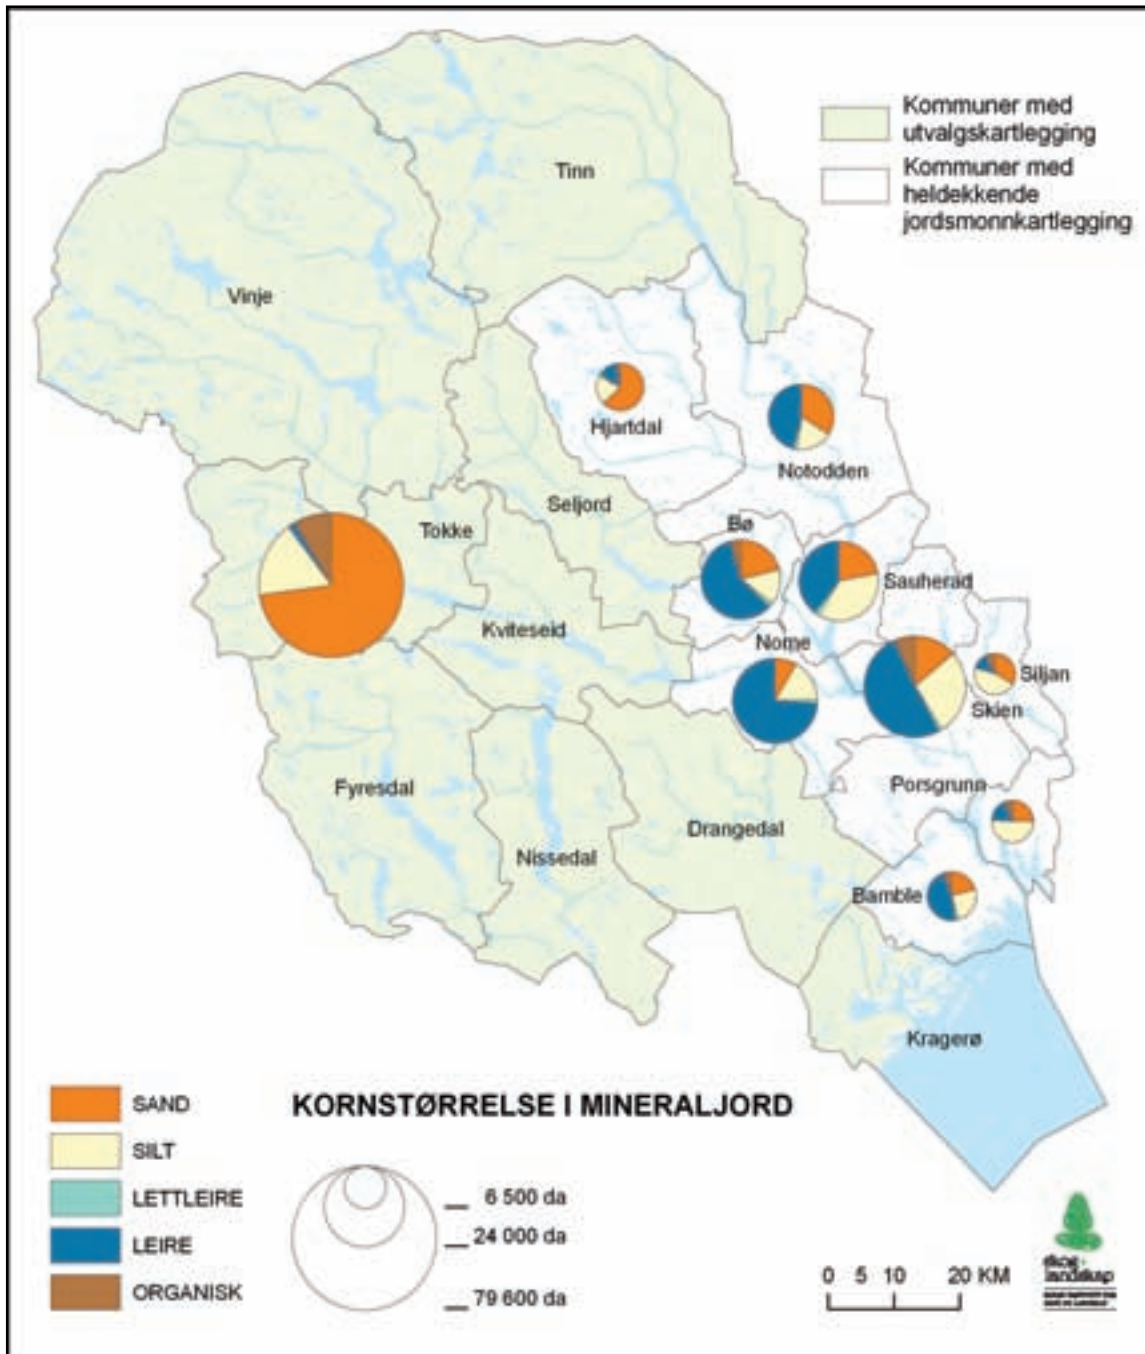 Kommuner med
utvalgskartlegging
Kommuner med
heldekkende
jordsmonnkartlegging
Tinn
Vinje
Hjartdal
Notodden
Seljord
Tokke
Bø
Sauherad
Kviteseid
Nome
Siljan
Skien
Fyresdal
Porsgrunn
Drangedal
Nissedal
Bamble
Kragerø
SAND
SILT
LETTLEIRE
LEIRE
ORGANISK
KORNSTØRRELSE I MINERALJORD
6 500 da
24 000 da
79 600 da
0 5 10 20 KM
skog+
landskap